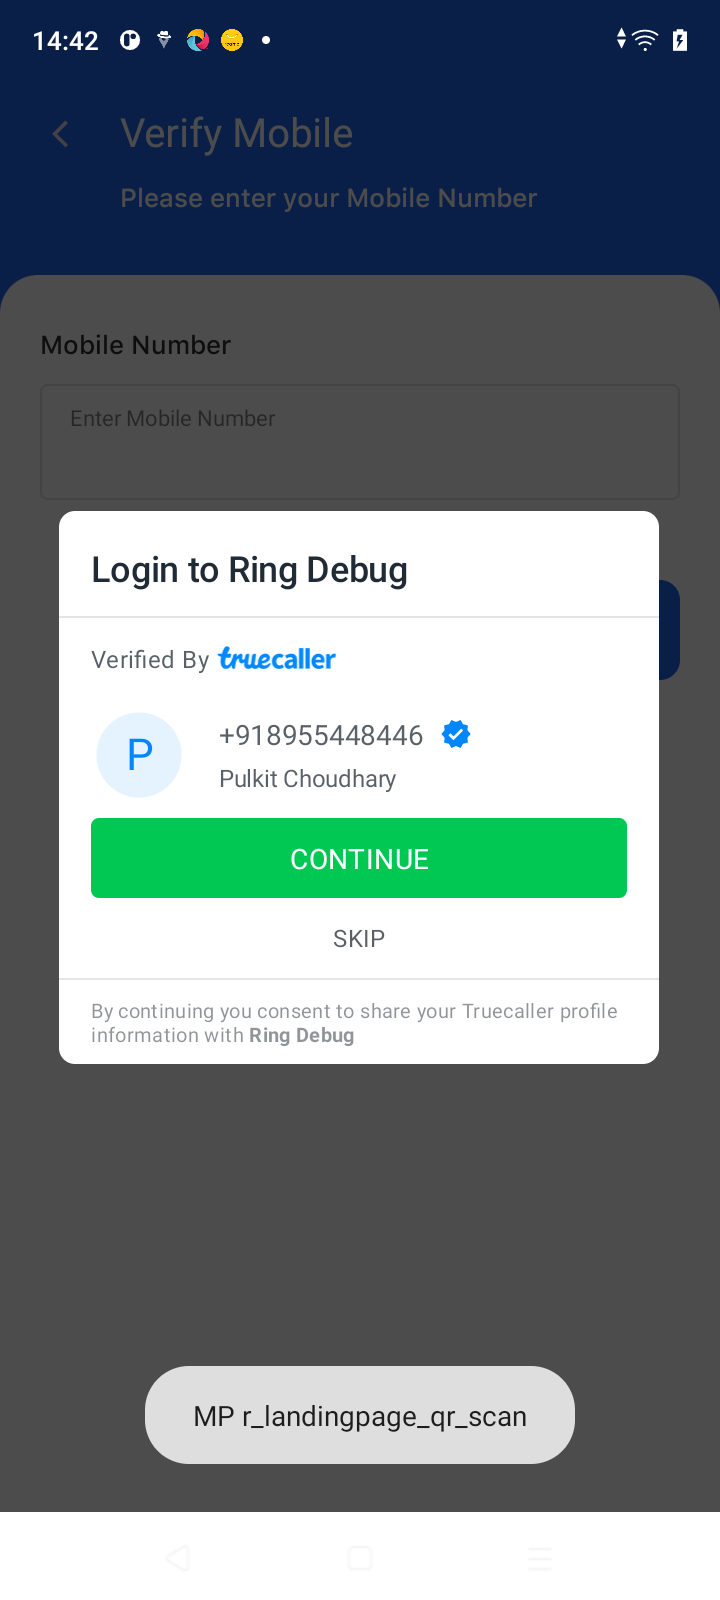 14:42
Verify Mobile
Please enter your Mobile Number
Mobile Number
Enter Mobile Number
Login to Ring Debug
Verified By truecaller
P
+918955448446
Pulkit Choudhary
CONTINUE
SKIP
By continuing you consent to share your Truecaller profile
information with Ring Debug
MP r_landingpage_qr_scan